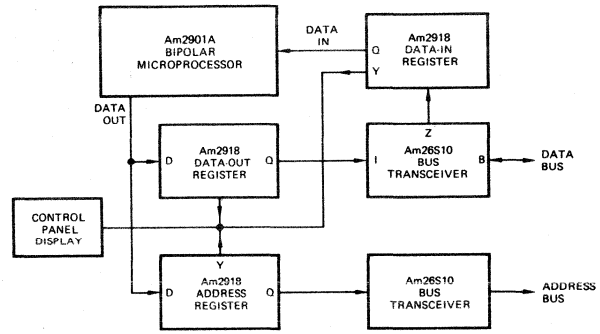 Am2901A
BIPOLAR
MICROPROCESSOR
DATA
IN
Q
Y
Am2918
DATA-IN
REGISTER
DATA
OUT
Z
D
Am2918
DATA-OUT
REGISTER
Q
I
Am26S10
BUS
TRANSCEIVER
B
DATA
BUS
CONTROL
PANEL
DISPLAY
Y
D
Am2918
ADDRESS
REGISTER
Q
Am26S10
BUS
TRANSCEIVER
ADDRESS
BUS